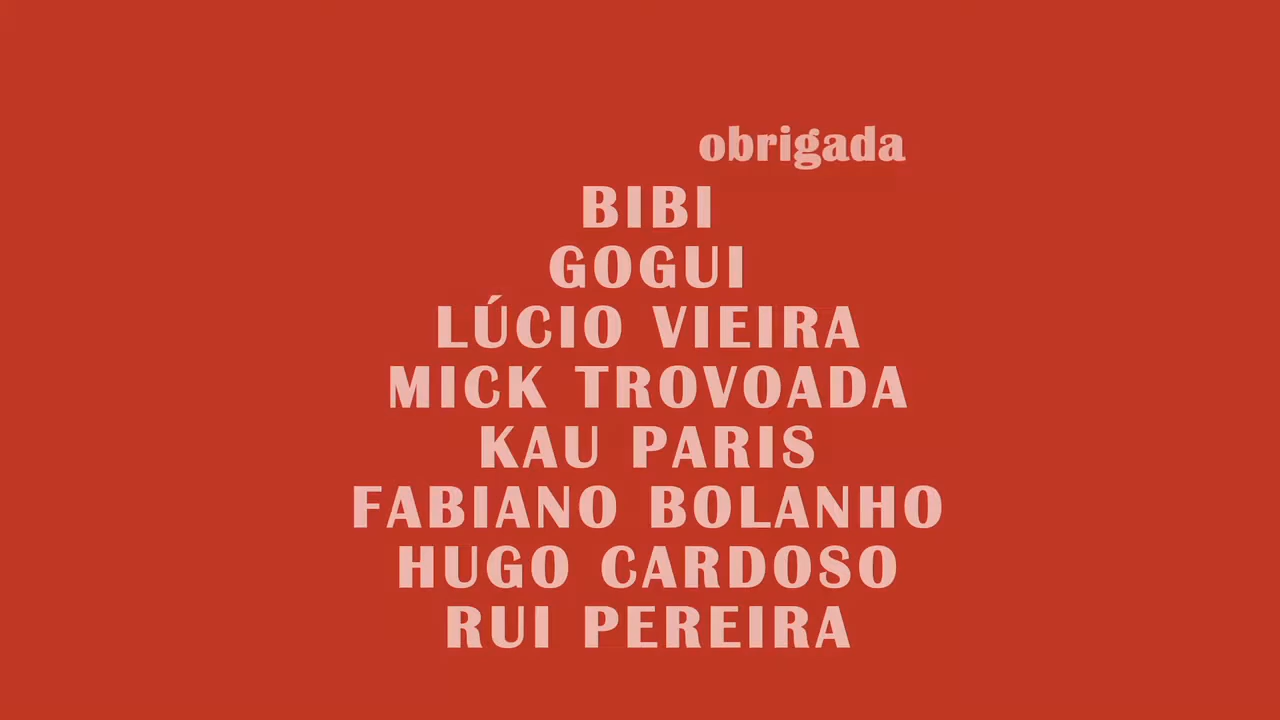 obrigada
BIBI
GOGUI
LÚCIO VIEIRA
MICK TROVOADA
KAU PARIS
FABIANO BOLANHO
HUGO CARDOSO
RUI PEREIRA